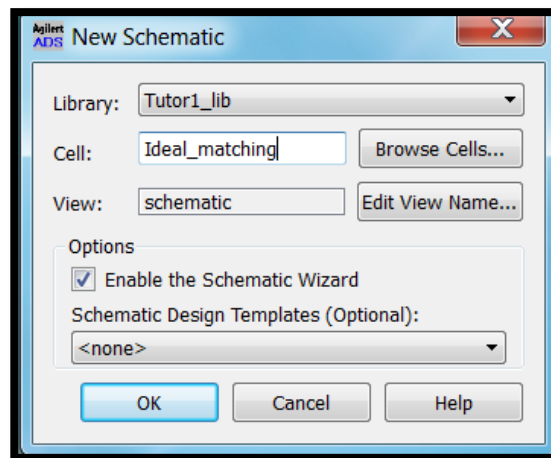 Agilent
ADS New Schematic
Library: Tutor1_lib
Cell: Ideal_matching Browse Cells...
View: schematic Edit View Name...
Options
Enable the Schematic Wizard
Schematic Design Templates (Optional):
<none>
OK Cancel Help